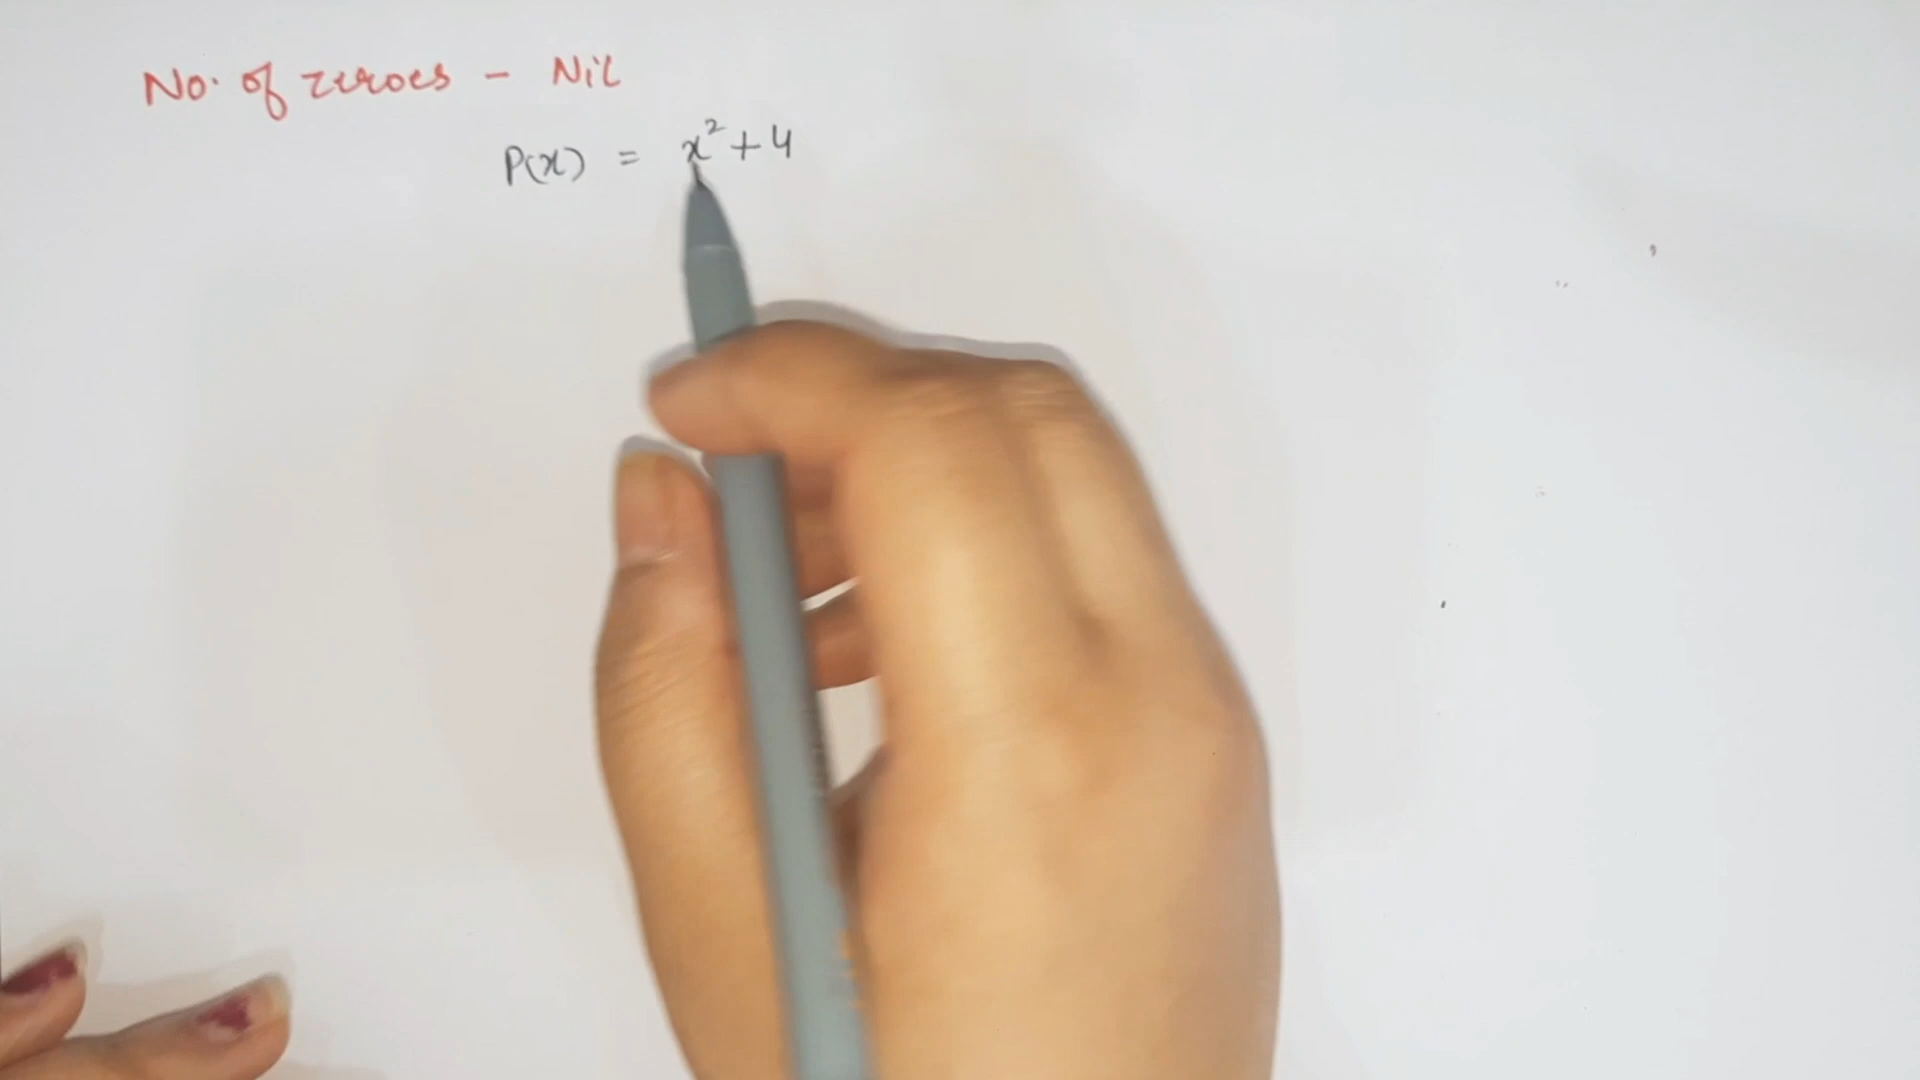 No. of zeroes - Nil
P(x) = x² + 4